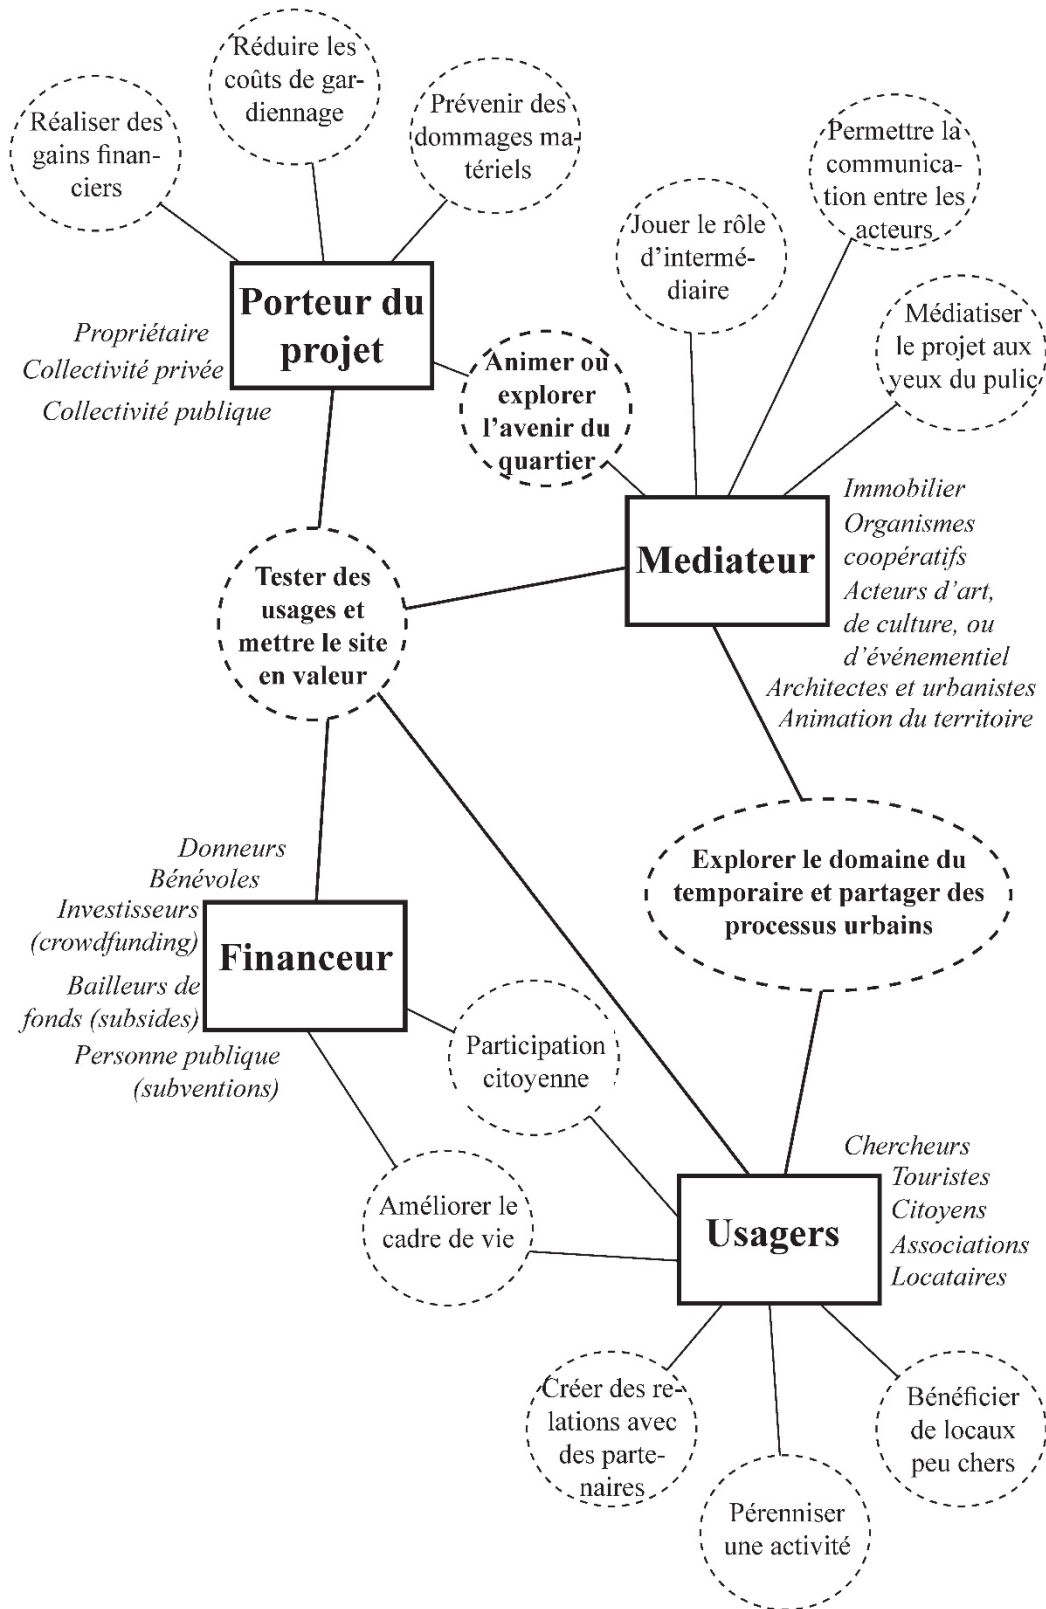 Réduire les
coûts de gar-
diennage
Réaliser des
gains finan-
ciers
Prévenir des
dommages ma-
tériels
Permettre la
communica-
tion entre les
acteurs
Jouer le rôle
d’intermé-
diaire
Médiatiser
le projet aux
yeux du pulic
Porteur du
projet
Propriétaire
Collectivité privée
Collectivité publique
Animer ou
explorer
l’avenir du
quartier
Mediateur
Immobilier
Organismes
coopératifs
Acteurs d’art,
de culture, ou
d’événementiel
Architectes et urbanistes
Animation du territoire
Tester des
usages et
mettre le site
en valeur
Explorer le domaine du
temporaire et partager des
processus urbains
Donneurs
Bénévoles
Investisseurs
(crowdfunding)
Bailleurs de
fonds (subsides)
Personne publique
(subventions)
Financeur
Participation
citoyenne
Améliorer le
cadre de vie
Usagers
Chercheurs
Touristes
Citoyens
Associations
Locataires
Créer des re-
lations avec
des parte-
naires
Pérenniser
une activité
Bénéficier
de locaux
peu chers